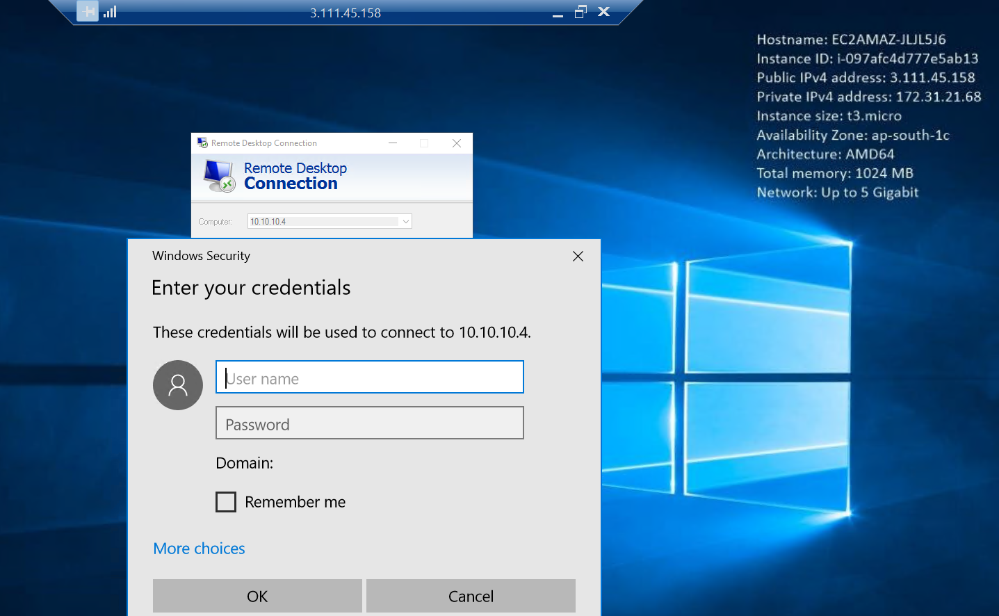 3.111.45.158
Hostname: EC2AMAZ-JLJL5J6
Instance ID: i-097afc4d777e5ab13
Public IPv4 address: 3.111.45.158
Private IPv4 address: 172.31.21.68
Instance size: t3.micro
Availability Zone: ap-south-1c
Architecture: AMD64
Total memory: 1024 MB
Network: Up to 5 Gigabit
Remote Desktop Connection
Remote Desktop
Connection
Computer: 10.10.10.4
Windows Security
Enter your credentials
These credentials will be used to connect to 10.10.10.4.
User name
Password
Domain:
Remember me
More choices
OK Cancel